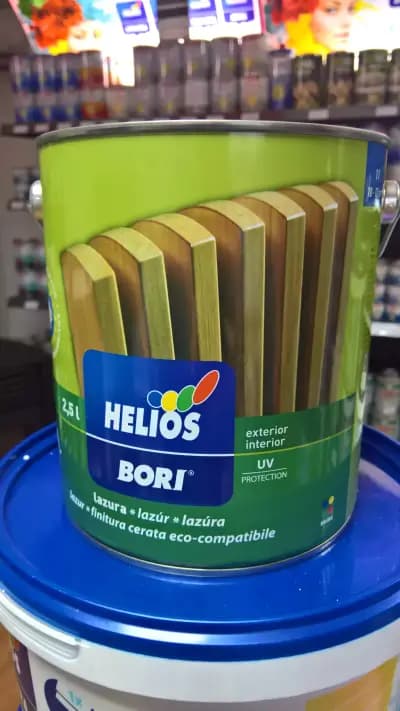 2,5 l
HELIOS
BORI®
exterior
interior
UV
PROTECTION
lazura * lazúr * lazúra
lazur * finitura cerata eco-compatibile